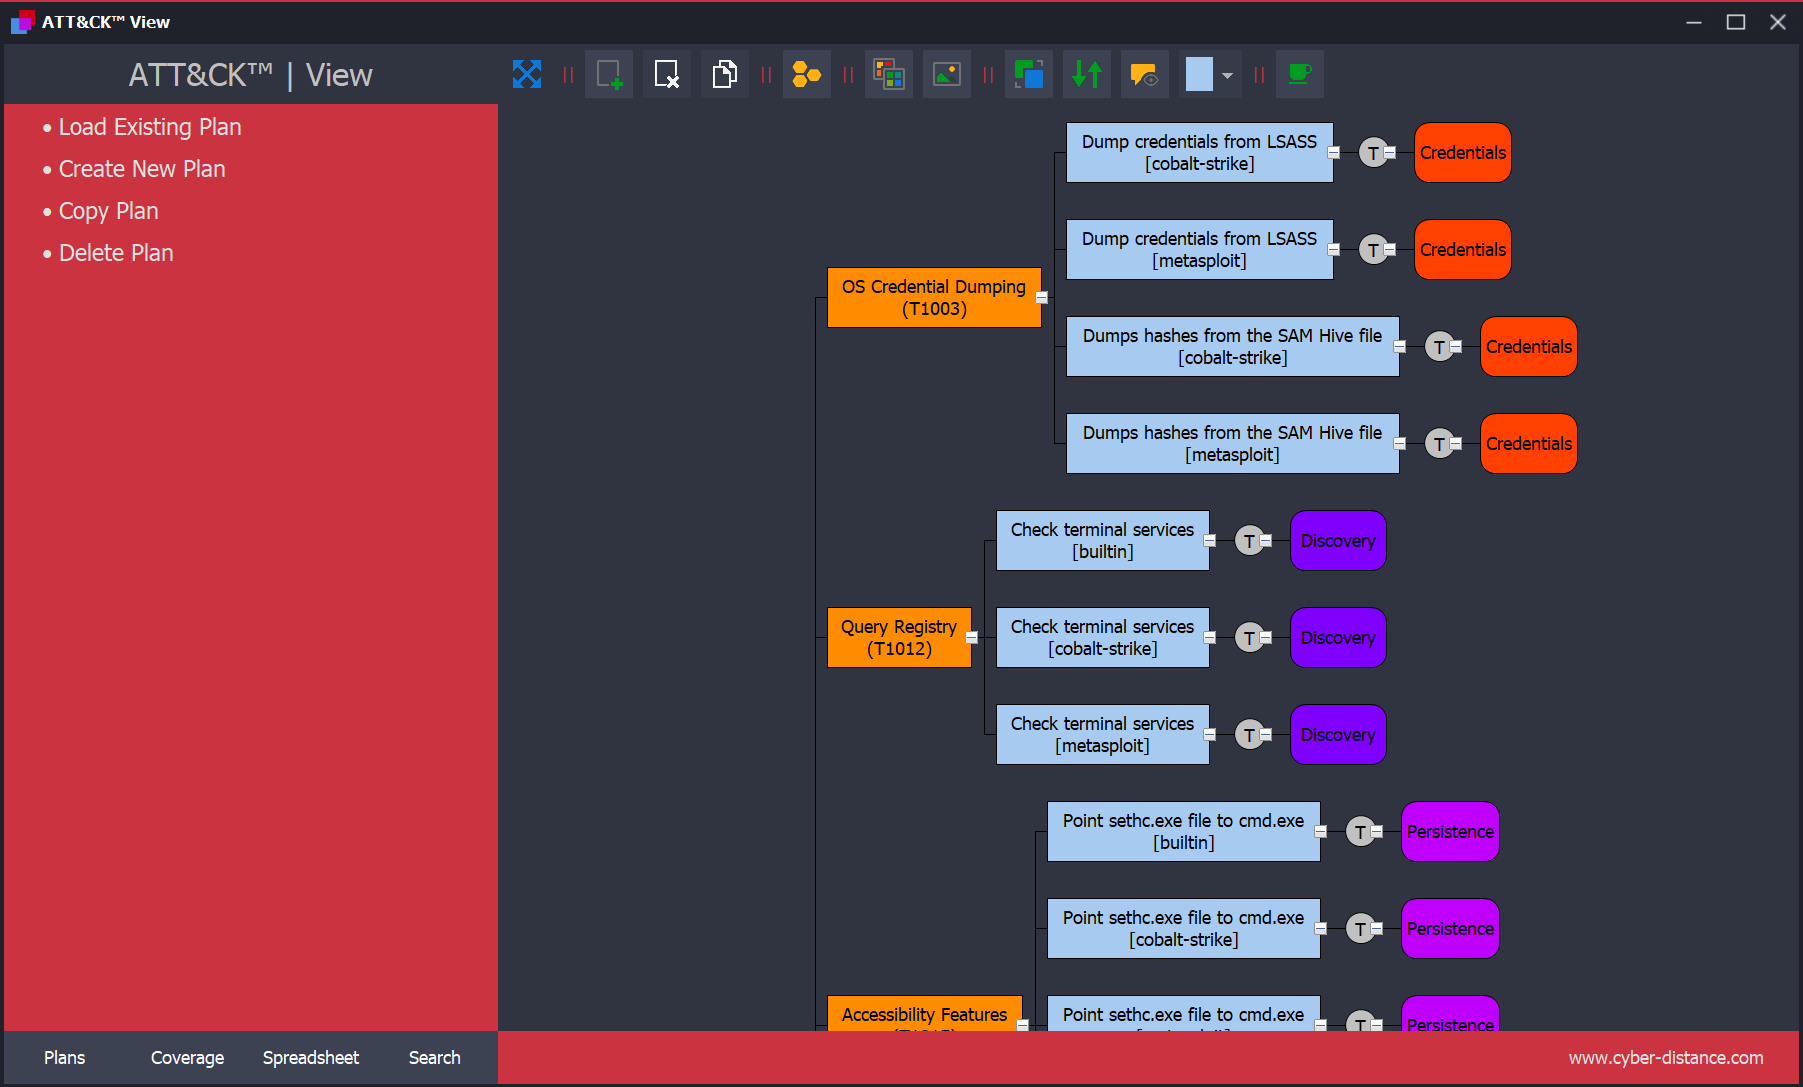 ATT&CK™ View
ATT&CK™ | View
• Load Existing Plan
• Create New Plan
• Copy Plan
• Delete Plan
Dump credentials from LSASS
[cobalt-strike]
T
Credentials
Dump credentials from LSASS
[metasploit]
T
Credentials
OS Credential Dumping
(T1003)
Dumps hashes from the SAM Hive file
[cobalt-strike]
T
Credentials
Dumps hashes from the SAM Hive file
[metasploit]
T
Credentials
Check terminal services
[builtin]
T
Discovery
Query Registry
(T1012)
Check terminal services
[cobalt-strike]
T
Discovery
Check terminal services
[metasploit]
T
Discovery
Point sethc.exe file to cmd.exe
[builtin]
T
Persistence
Point sethc.exe file to cmd.exe
[cobalt-strike]
T
Persistence
Accessibility Features
Point sethc.exe file to cmd.exe
T
Persistence
Plans
Coverage
Spreadsheet
Search
www.cyber-distance.com